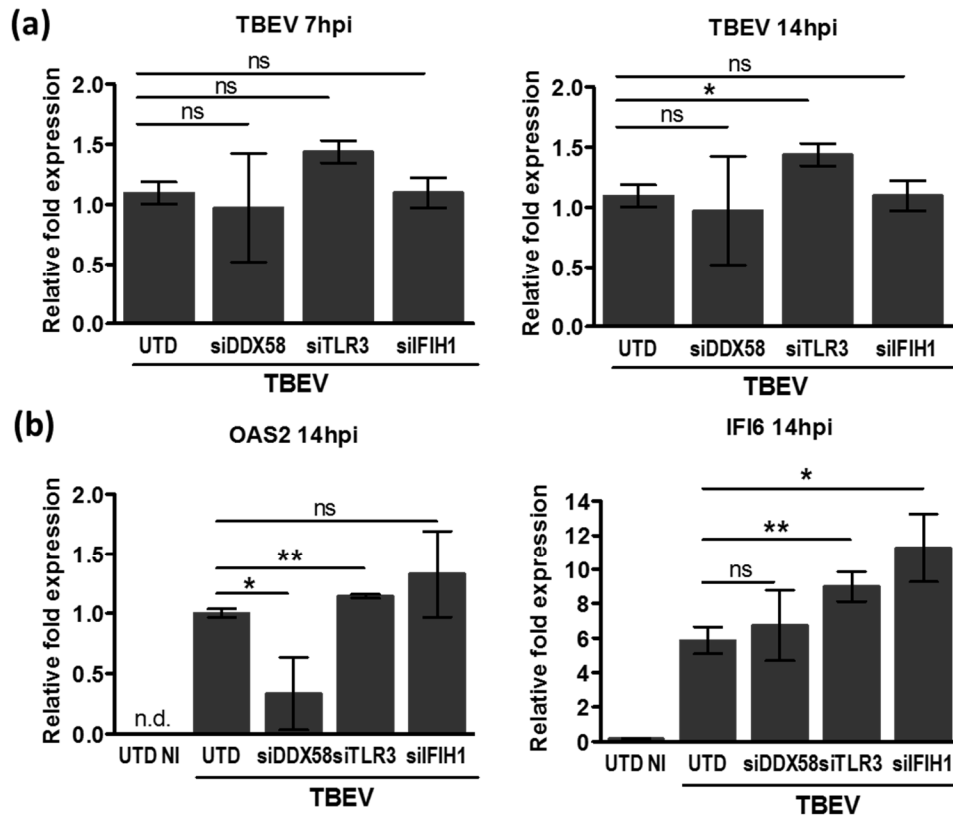 (a)
TBEV 7hpi
Relative fold expression
2.0
1.5
1.0
0.5
0.0
ns
ns
ns
UTD siDDX58 siTLR3 siIFIH1
TBEV
TBEV 14hpi
Relative fold expression
2.0
1.5
1.0
0.5
0.0
ns
*
ns
UTD siDDX58 siTLR3 siIFIH1
TBEV
(b)
OAS2 14hpi
Relative fold expression
2.0
1.5
1.0
0.5
0.0
ns
**
*
n.d.
UTD NI UTD siDDX58siTLR3 siIFIH1
TBEV
IFI6 14hpi
Relative fold expression
14
12
10
8
6
4
2
0
*
**
ns
UTD NI UTD siDDX58siTLR3 siIFIH1
TBEV